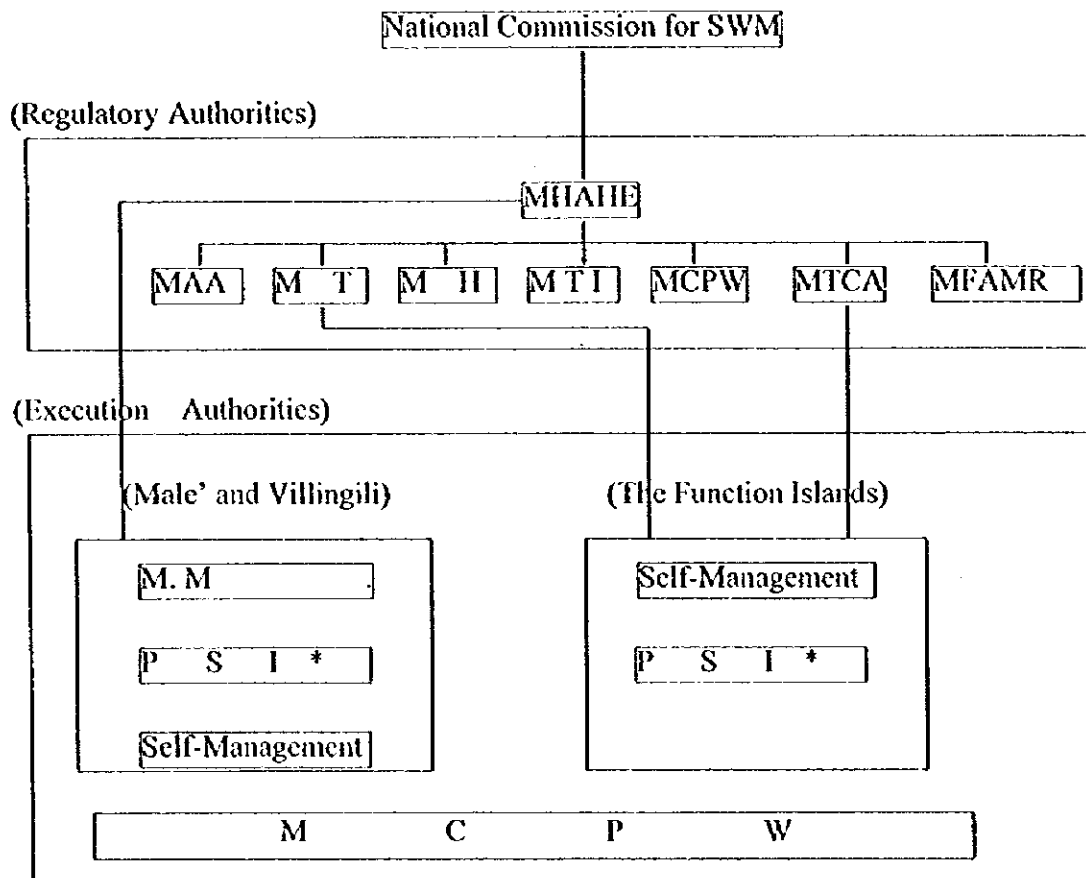 National Commission for SWM
(Regulatory Authorities)
MHAHE
MAA M T M H M T I MCPW MTCA MFAMR
(Execution Authorities)
(Male' and Villingili) (The Function Islands)
M. M Self-Management
P S I * P S I *
Self-Management
M C P W